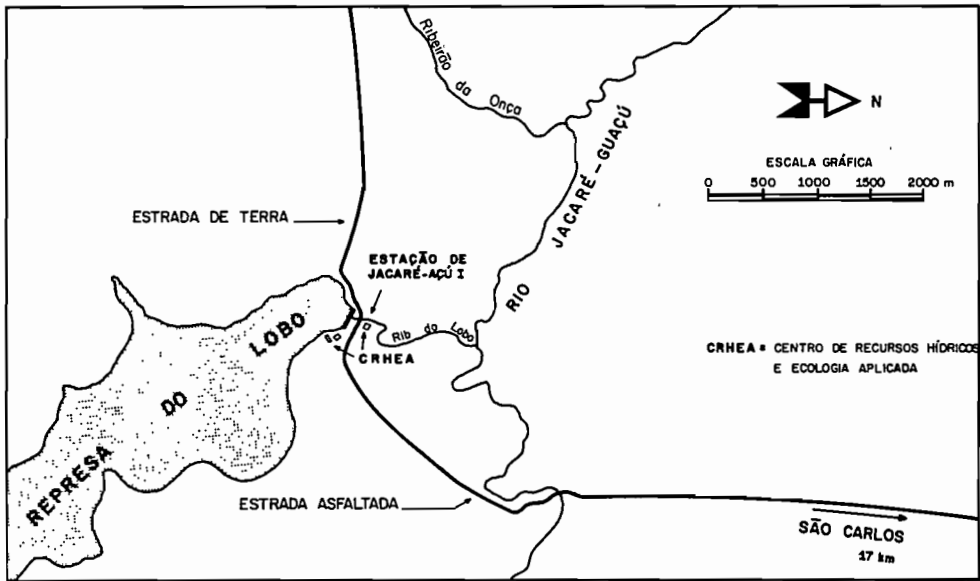 Ribeirão
da
Onça
N
ESCALA GRÁFICA
0 500 1000 1500 2000 m
RIO JACARÉ-GUAÇÚ
ESTRADA DE TERRA
ESTAÇÃO DE
JACARÉ-AÇÚ I
Rib da Lobo
CRHEA
REPRESA DO LOBO
CRHEA = CENTRO DE RECURSOS HÍDRICOS
E ECOLOGIA APLICADA
ESTRADA ASFALTADA
SÃO CARLOS
17 km